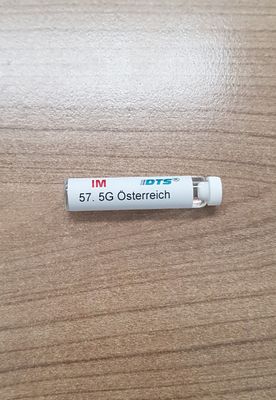 IM DTS®
57. 5G Österreich